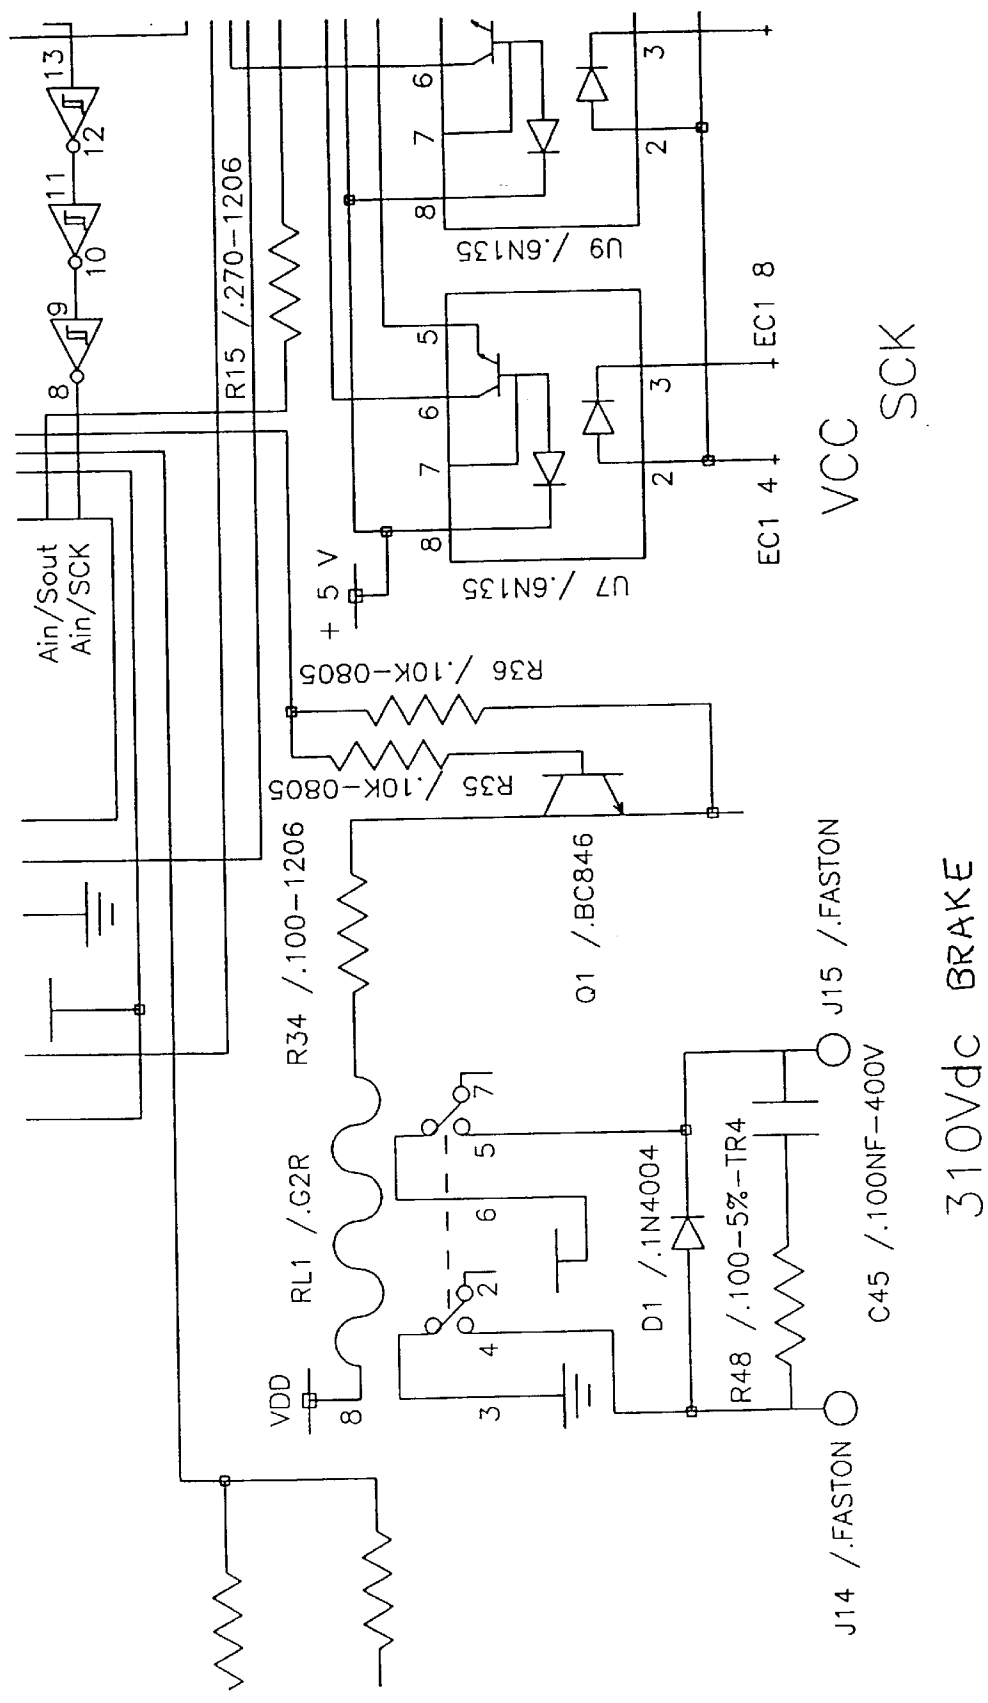 13
12
11
10
9
8
Ain/Sout
Ain/SCK
R15 /.270-1206
6
7
8
3
2
U9 /.6N135
5
6
7
8
3
2
U7 /.6N135
+ 5 V
EC1 8
EC1 4
VCC
SCK
R36 /.10K-0805
R35 /.10K-0805
R34 /.100-1206
Q1 /.BC846
RL1 /.G2R
VDD
8
7
5
6
2
4
3
D1 /.1N4004
R48 /.100-5%-TR4
C45 /.100NF-400V
J15 /.FASTON
J14 /.FASTON
310Vdc BRAKE